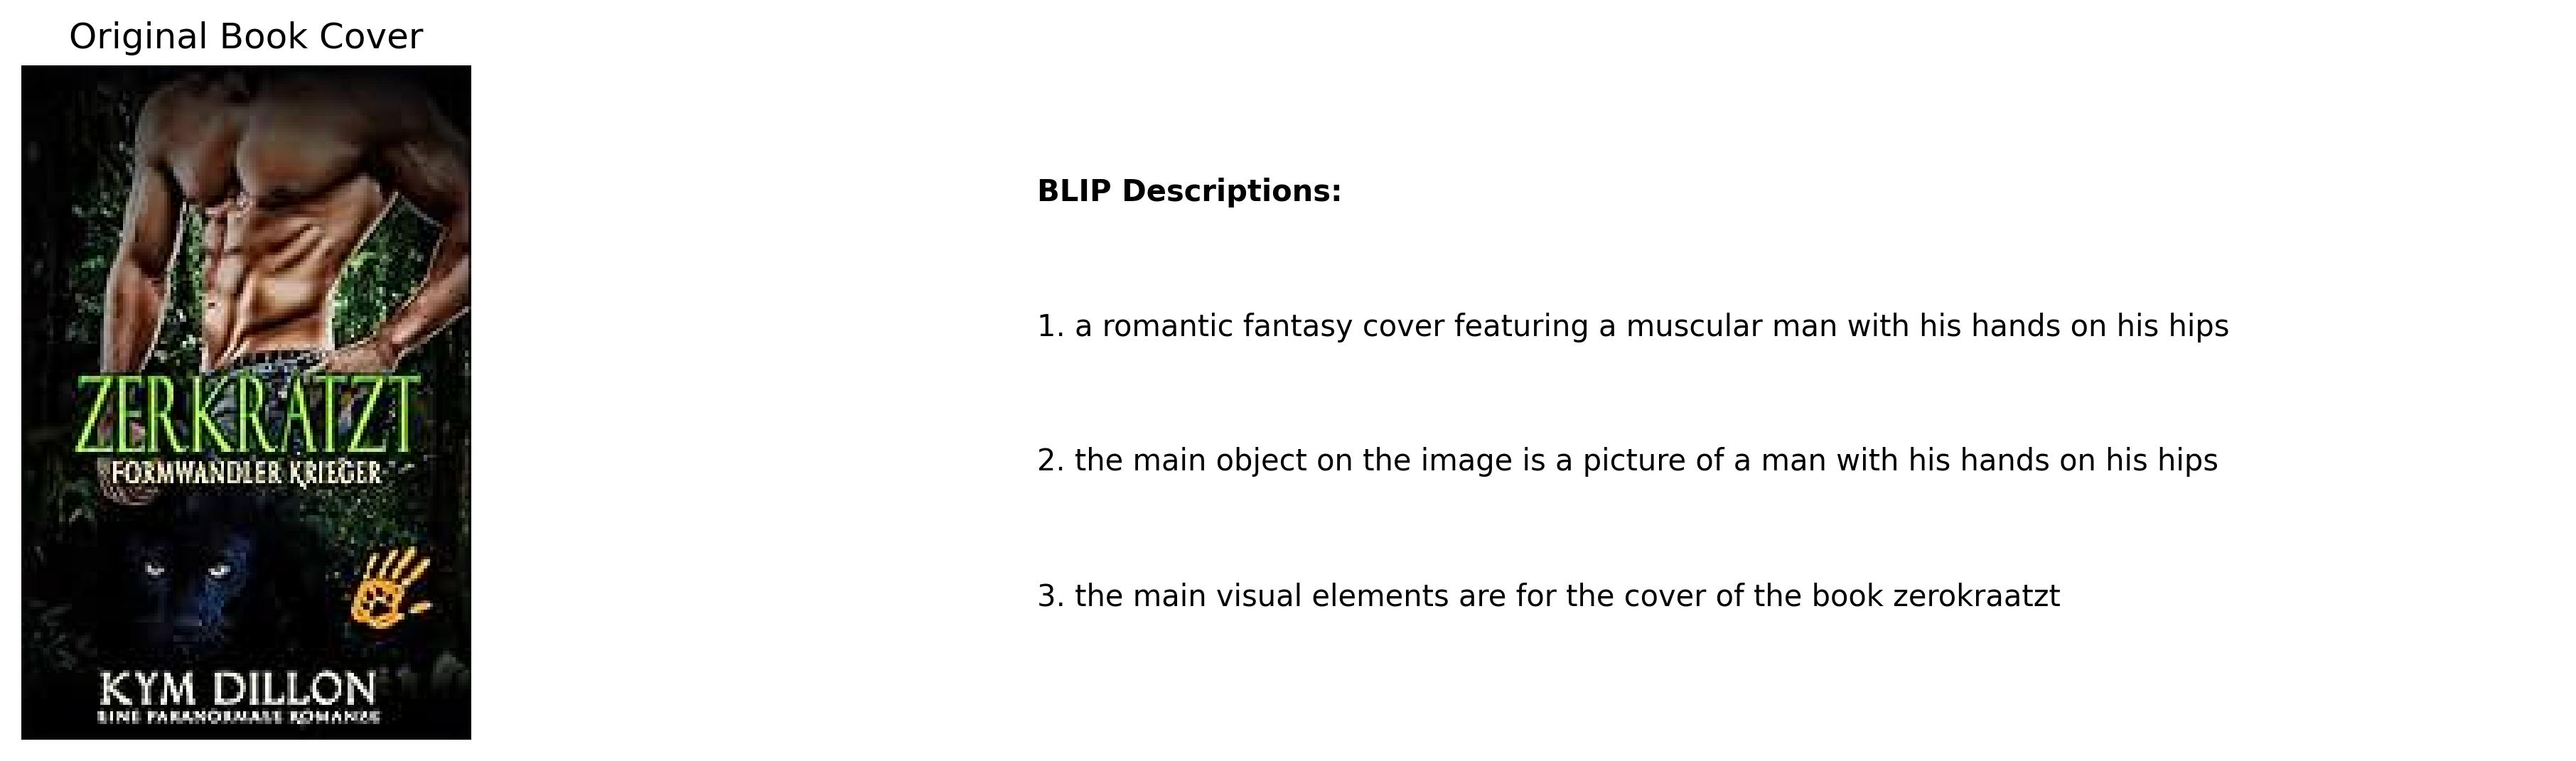 Original Book Cover
ZERKRATZT
FORMWANDLER KRIEGER
KYM DILLON
EINE PARANORMALE ROMANZE
BLIP Descriptions:
1. a romantic fantasy cover featuring a muscular man with his hands on his hips
2. the main object on the image is a picture of a man with his hands on his hips
3. the main visual elements are for the cover of the book zerokraatzt